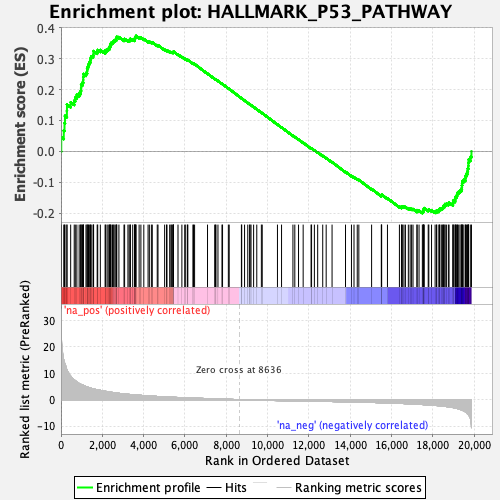 Enrichment plot: HALLMARK_P53_PATHWAY
Enrichment score (ES)
0.4
0.3
0.2
0.1
0.0
-0.1
-0.2
'na_pos' (positively correlated)
Ranked list metric (PreRanked)
30
20
10
0
-10
Zero cross at 8636
'na_neg' (negatively correlated)
0
2,000
4,000
6,000
8,000
10,000
12,000
14,000
16,000
18,000
20,000
Rank in Ordered Dataset
Enrichment profile
Hits
Ranking metric scores